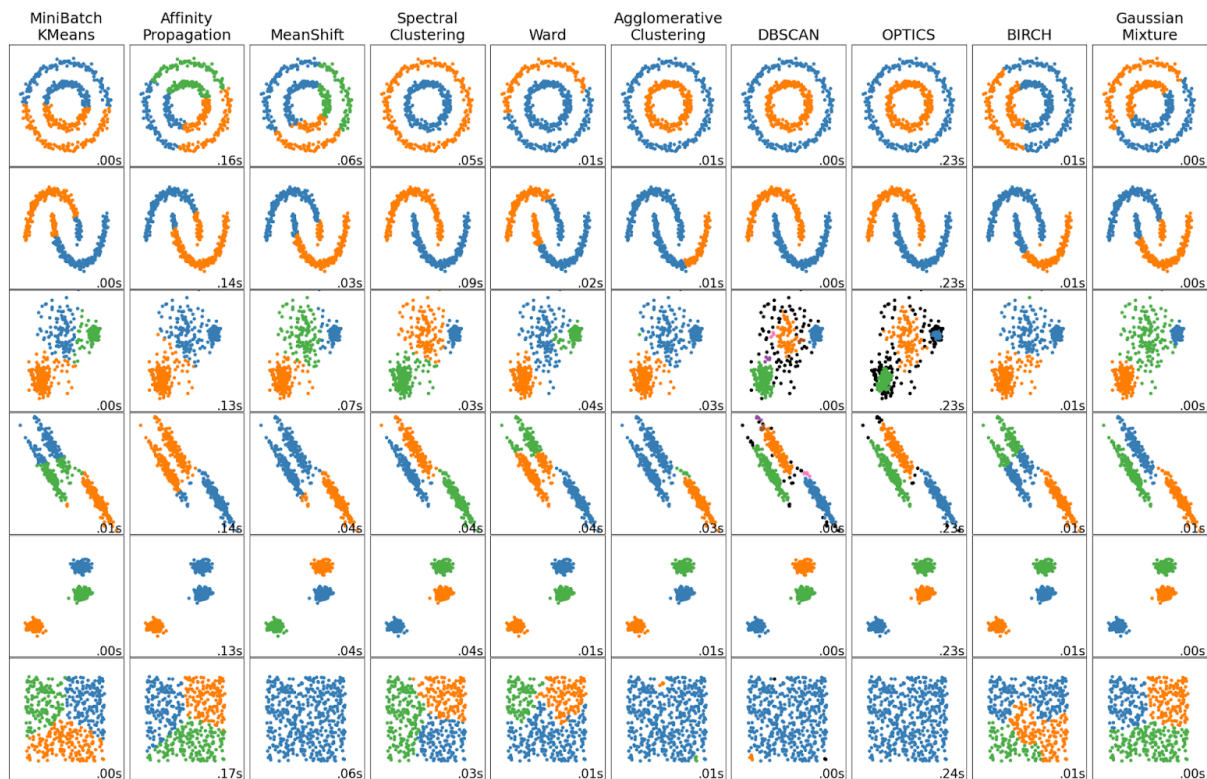 MiniBatch
KMeans
Affinity
Propagation
MeanShift
Spectral
Clustering
Ward
Agglomerative
Clustering
DBSCAN
OPTICS
BIRCH
Gaussian
Mixture
.00s .16s .06s .05s .01s .01s .00s .23s .01s .00s
.00s .14s .03s .09s .02s .01s .00s .23s .01s .00s
.00s .13s .07s .03s .04s .03s .00s .23s .01s .00s
.01s .14s .04s .04s .04s .03s .00s .23s .01s .01s
.00s .13s .04s .04s .01s .01s .00s .23s .01s .00s
.00s .17s .06s .03s .01s .01s .00s .24s .01s .00s